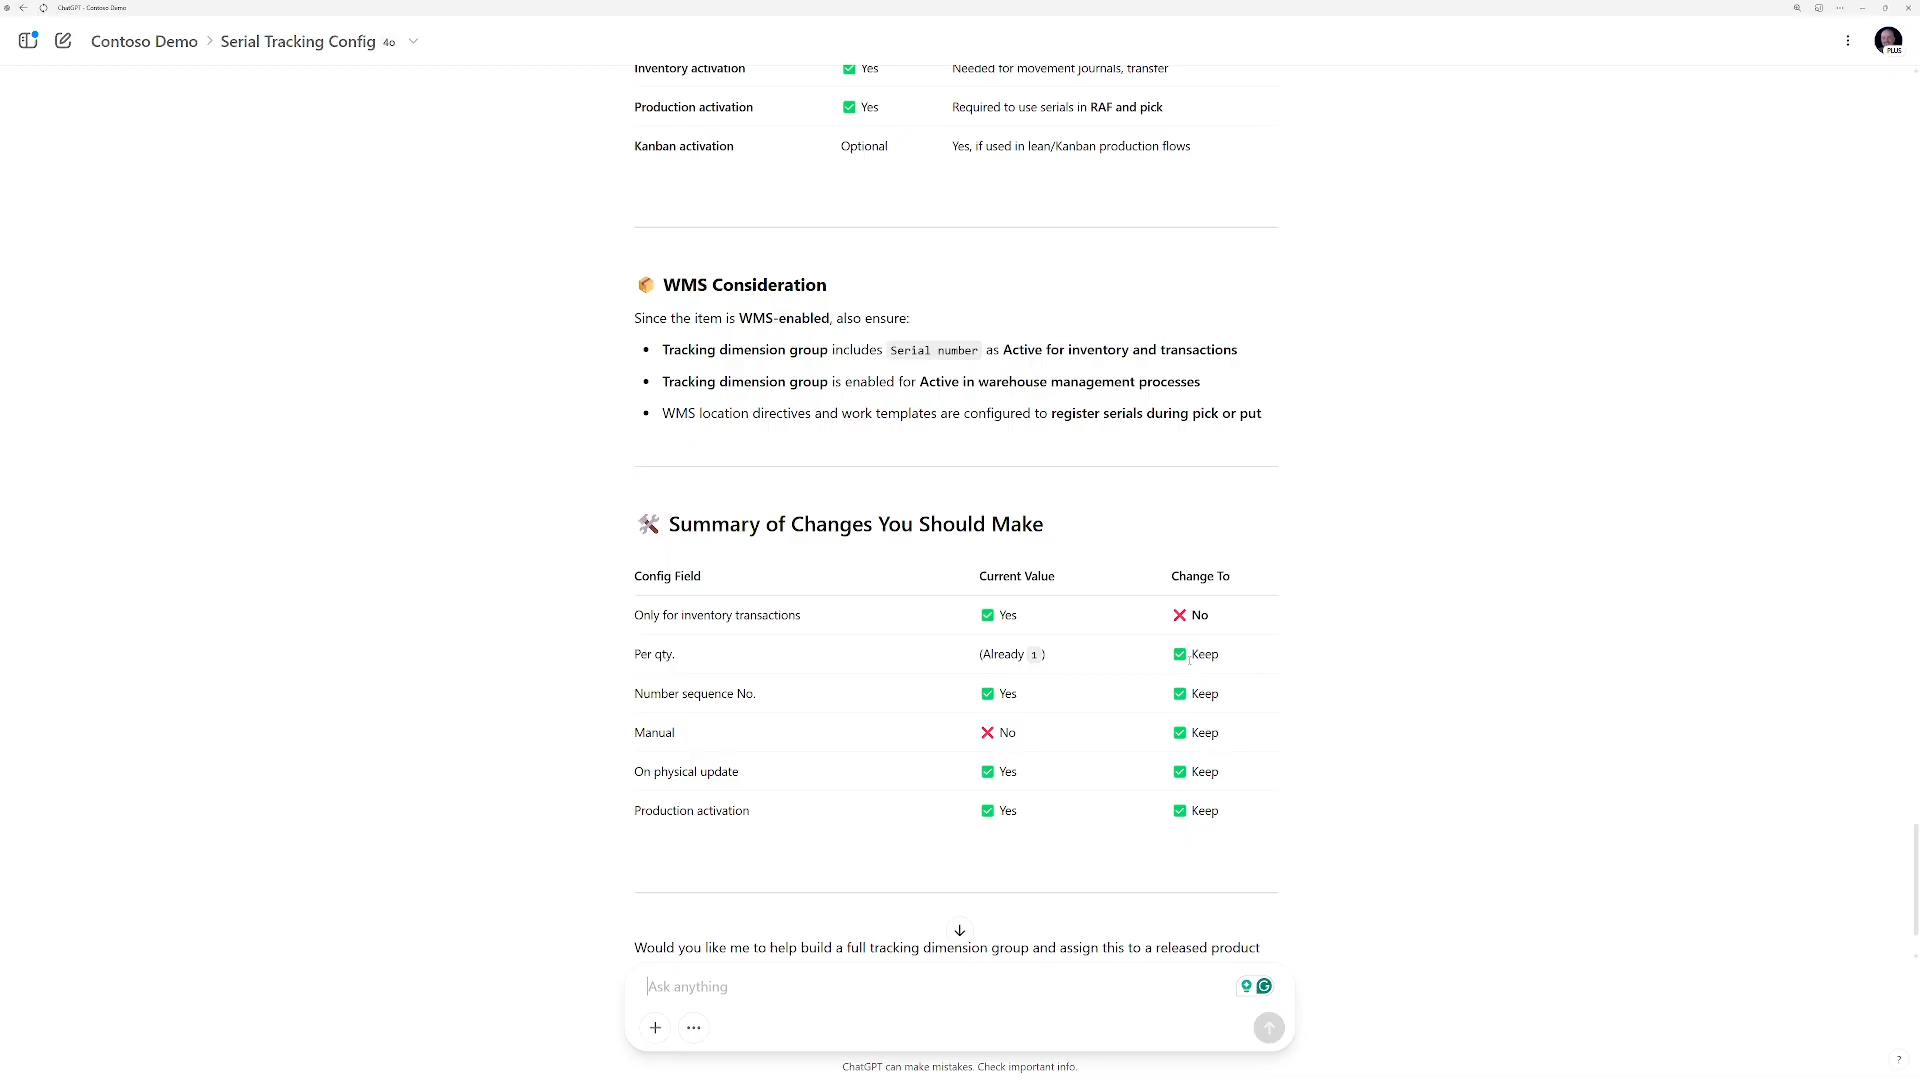 ChatGPT - Contoso Demo
Contoso Demo > Serial Tracking Config 4o
PLUS
Inventory activation ✅ Yes Needed for movement journals, transfer
Production activation ✅ Yes Required to use serials in RAF and pick
Kanban activation Optional Yes, if used in lean/Kanban production flows
📦 WMS Consideration
Since the item is WMS-enabled, also ensure:
• Tracking dimension group includes Serial number as Active for inventory and transactions
• Tracking dimension group is enabled for Active in warehouse management processes
• WMS location directives and work templates are configured to register serials during pick or put
🛠️ Summary of Changes You Should Make
Config Field Current Value Change To
Only for inventory transactions ✅ Yes ❌ No
Per qty. (Already 1) ✅ Keep
Number sequence No. ✅ Yes ✅ Keep
Manual ❌ No ✅ Keep
On physical update ✅ Yes ✅ Keep
Production activation ✅ Yes ✅ Keep
Would you like me to help build a full tracking dimension group and assign this to a released product
Ask anything
ChatGPT can make mistakes. Check important info.
?